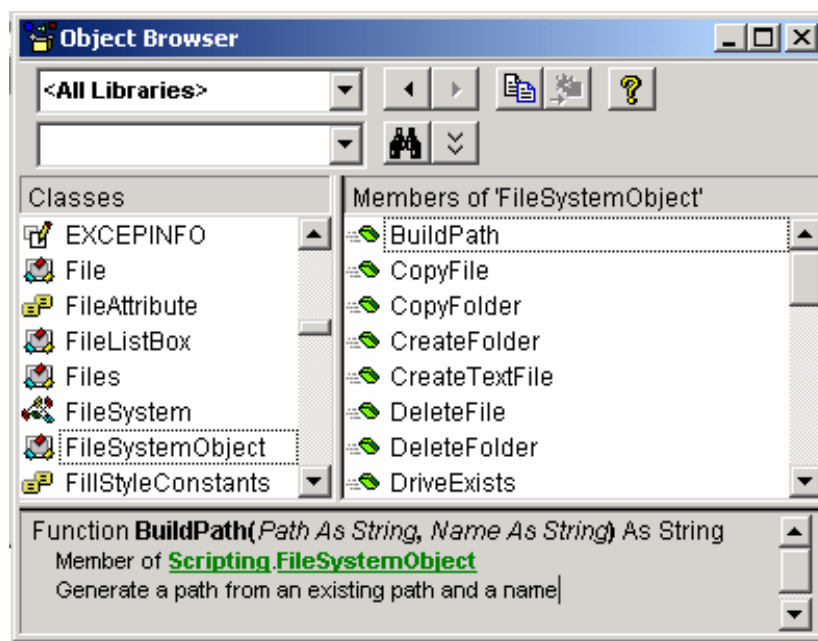 Object Browser
<All Libraries>
Classes
EXCEPINFO
File
FileAttribute
FileListBox
Files
FileSystem
FileSystemObject
FillStyleConstants
Members of 'FileSystemObject'
BuildPath
CopyFile
CopyFolder
CreateFolder
CreateTextFile
DeleteFile
DeleteFolder
DriveExists
Function BuildPath(Path As String, Name As String) As String
Member of Scripting.FileSystemObject
Generate a path from an existing path and a name